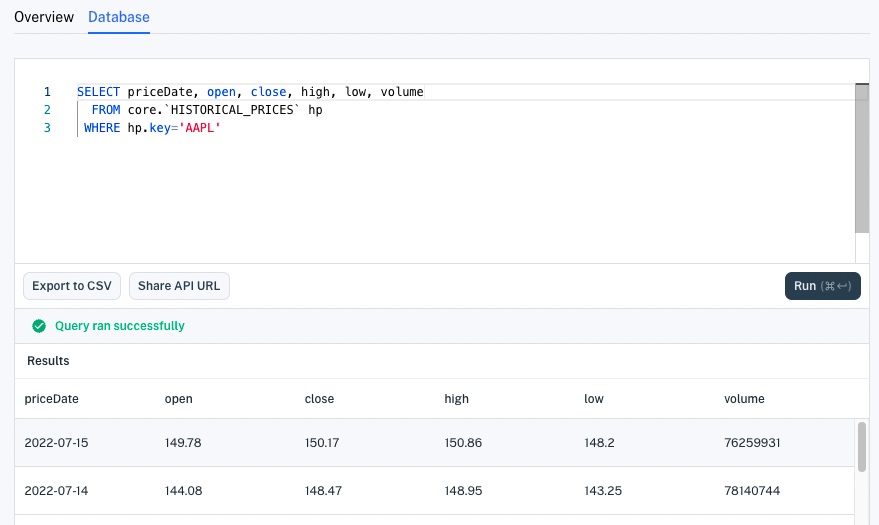 Overview Database
1 SELECT priceDate, open, close, high, low, volume
2 FROM core.`HISTORICAL_PRICES` hp
3 WHERE hp.key='AAPL'
Export to CSV Share API URL Run (⌘↩)
Query ran successfully
Results
priceDate open close high low volume
2022-07-15 149.78 150.17 150.86 148.2 76259931
2022-07-14 144.08 148.47 148.95 143.25 78140744